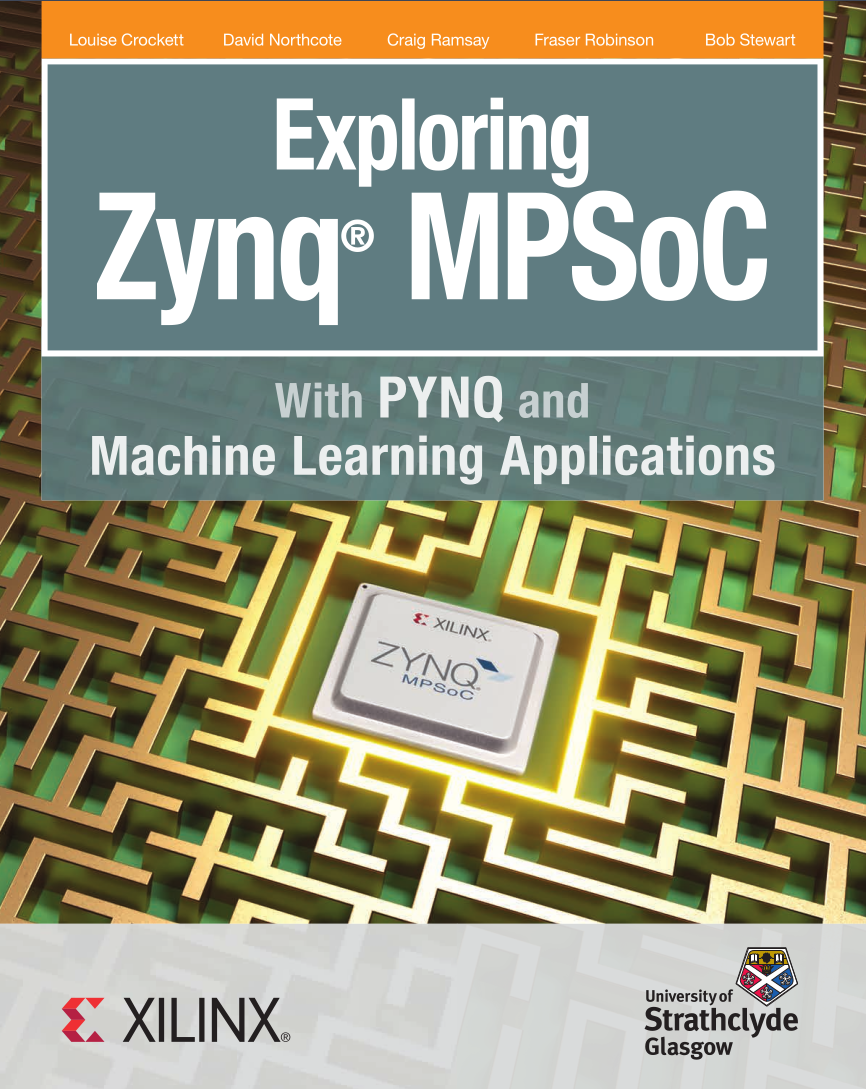 Louise Crockett David Northcote Craig Ramsay Fraser Robinson Bob Stewart
Exploring
Zynq® MPSoC
With PYNQ and
Machine Learning Applications
XILINX.
ZYNQ®
MPSoC
XILINX®
University of
Strathclyde
Glasgow